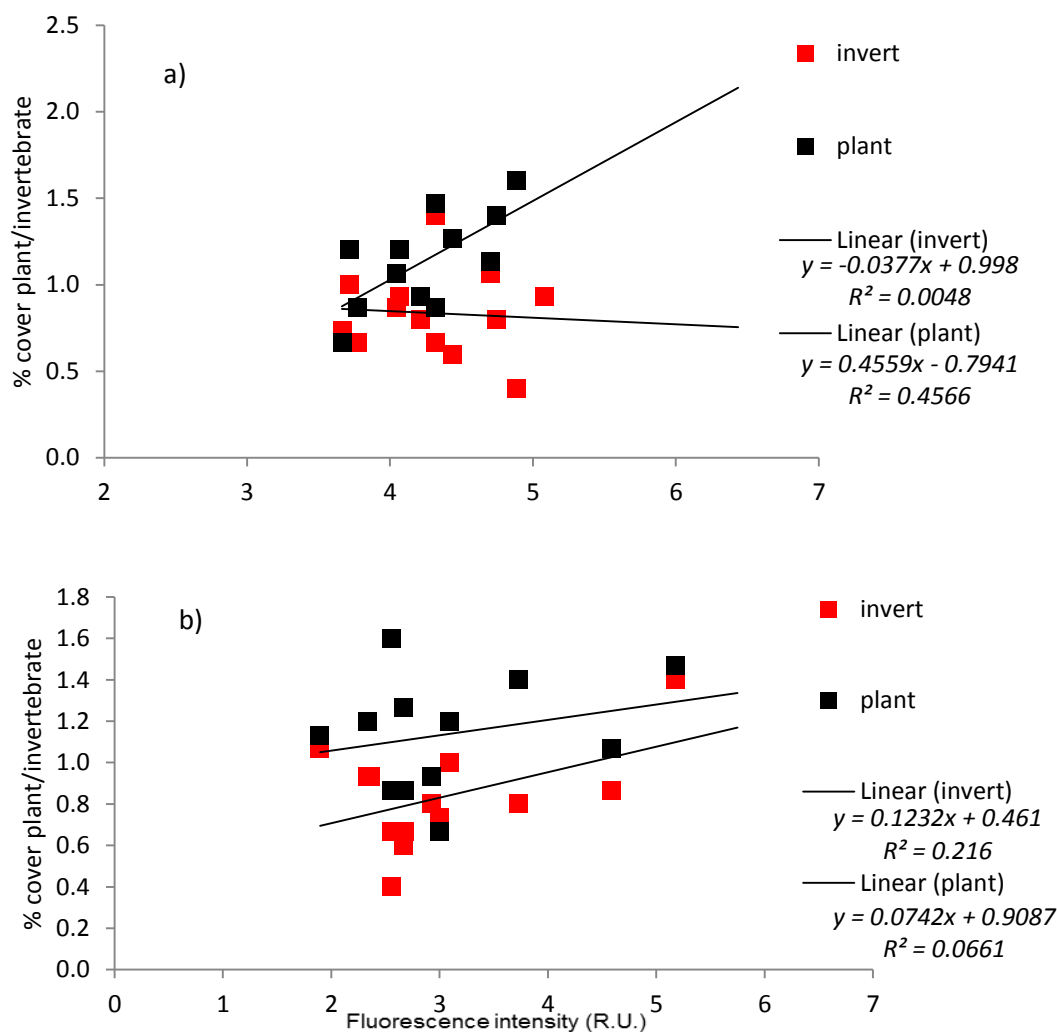 2.5
2.0
1.5
1.0
0.5
0.0
% cover plant/invertebrate
a)
invert
plant
Linear (invert)
y = -0.0377x + 0.998
R² = 0.0048
Linear (plant)
y = 0.4559x - 0.7941
R² = 0.4566
2 3 4 5 6 7
1.8
1.6
1.4
1.2
1.0
0.8
0.6
0.4
0.2
0.0
% cover plant/invertebrate
b)
invert
plant
Linear (invert)
y = 0.1232x + 0.461
R² = 0.216
Linear (plant)
y = 0.0742x + 0.9087
R² = 0.0661
0 1 2 3 4 5 6 7
Fluorescence intensity (R.U.)